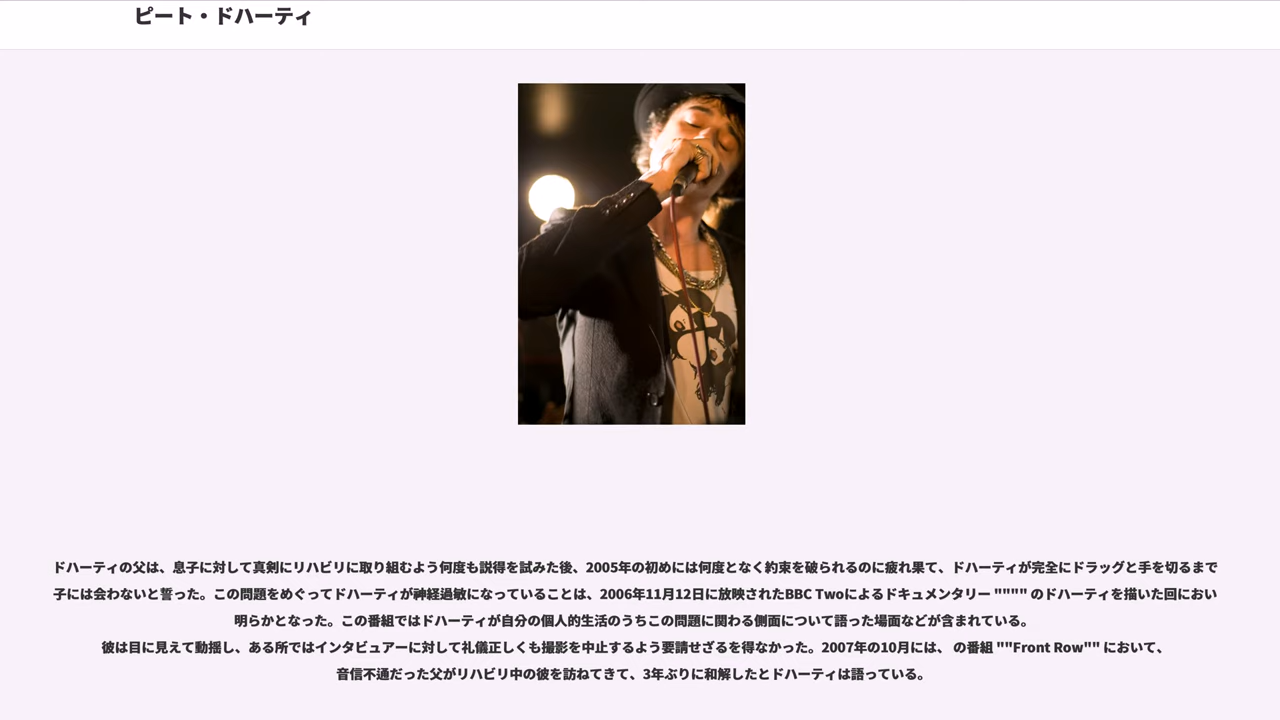 ピート・ドハーティ
ドハーティの父は、息子に対して真剣にリハビリに取り組むよう何度も説得を試みた後、2005年の初めには何度となく約束を破られるのに疲れ果て、ドハーティが完全にドラッグと手を切るまで
子には会わないと誓った。この問題をめぐってドハーティが神経過敏になっていることは、2006年11月12日に放映されたBBC Twoによるドキュメンタリー """" のドハーティを描いた回におい
明らかとなった。この番組ではドハーティが自分の個人的生活のうちこの問題に関わる側面について語った場面などが含まれている。
彼は目に見えて動揺し、ある所ではインタビュアーに対して礼儀正しくも撮影を中止するよう要請せざるを得なかった。2007年の10月には、 の番組 ""Front Row"" において、
音信不通だった父がリハビリ中の彼を訪ねてきて、3年ぶりに和解したとドハーティは語っている。